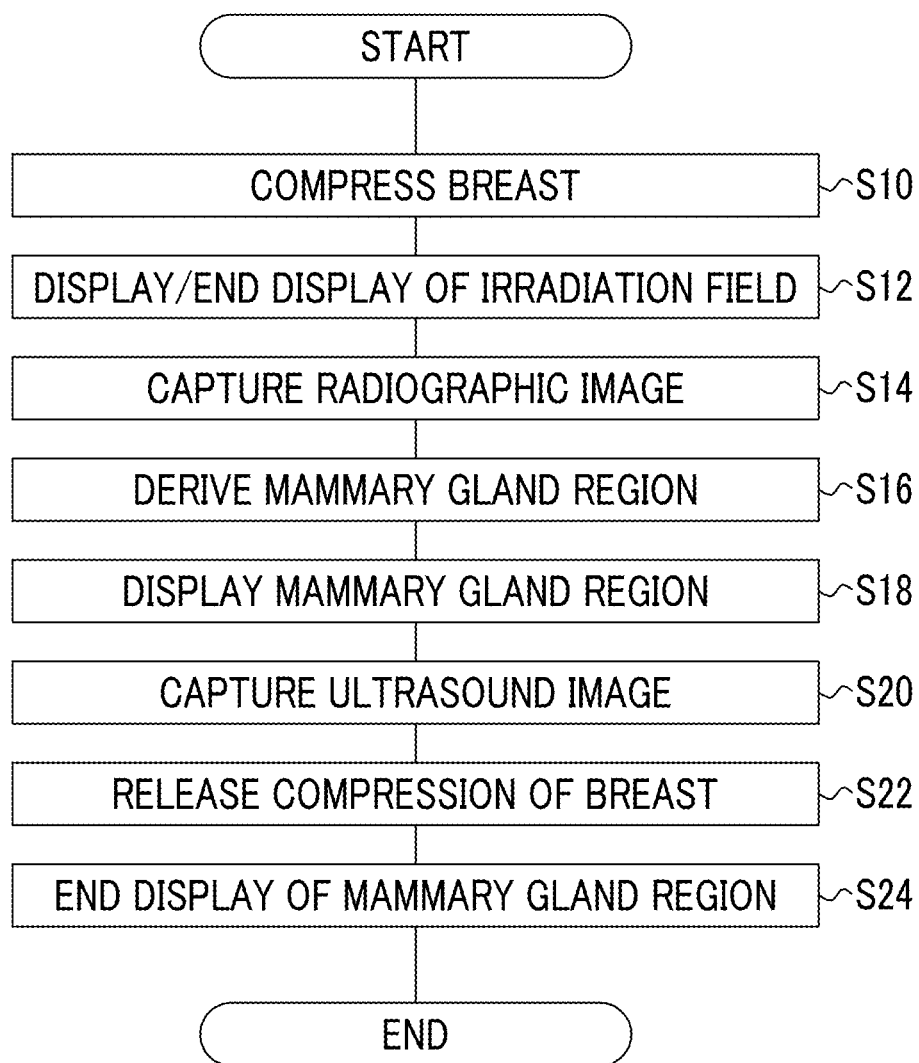 START
COMPRESS BREAST S10
DISPLAY/END DISPLAY OF IRRADIATION FIELD S12
CAPTURE RADIOGRAPHIC IMAGE S14
DERIVE MAMMARY GLAND REGION S16
DISPLAY MAMMARY GLAND REGION S18
CAPTURE ULTRASOUND IMAGE S20
RELEASE COMPRESSION OF BREAST S22
END DISPLAY OF MAMMARY GLAND REGION S24
END